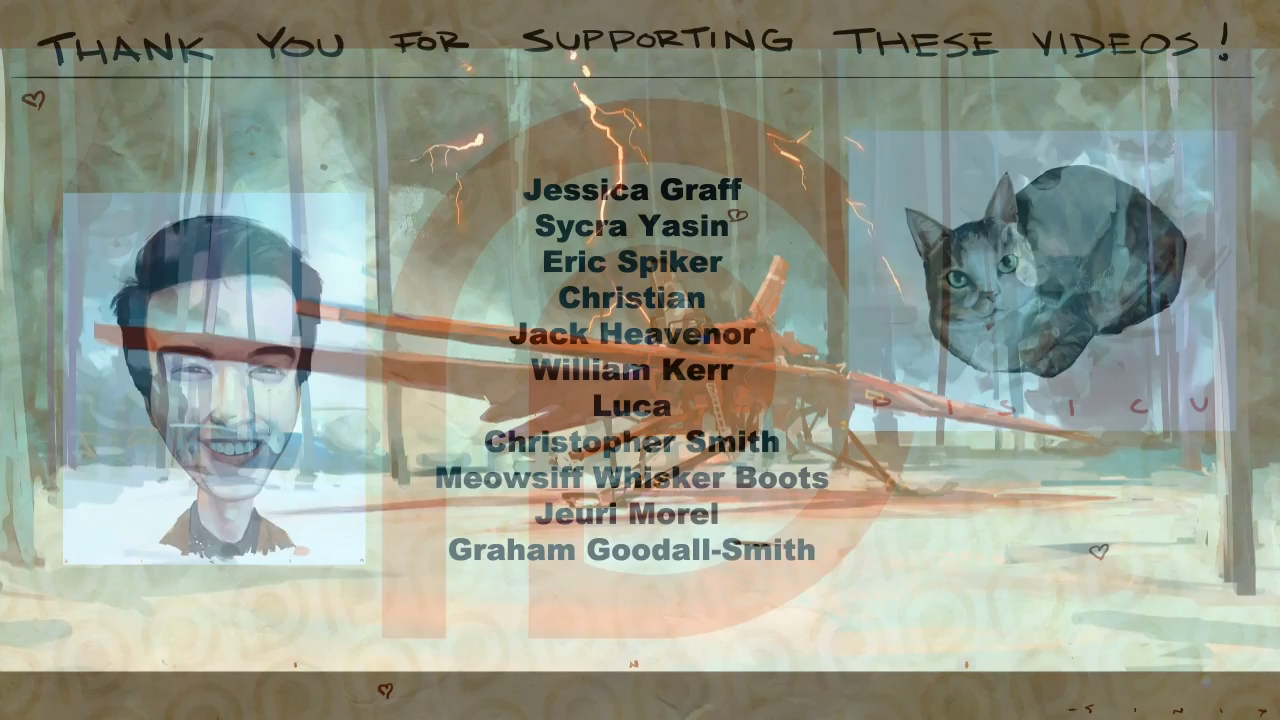 THANK YOU FOR SUPPORTING THESE VIDEOS!
Jessica Graff
Sycra Yasin
Eric Spiker
Christian
Jack Heavenor
William Kerr
Luca
Christopher Smith
Meowsiff Whisker Boots
Jeuri Morel
Graham Goodall-Smith
PISICU